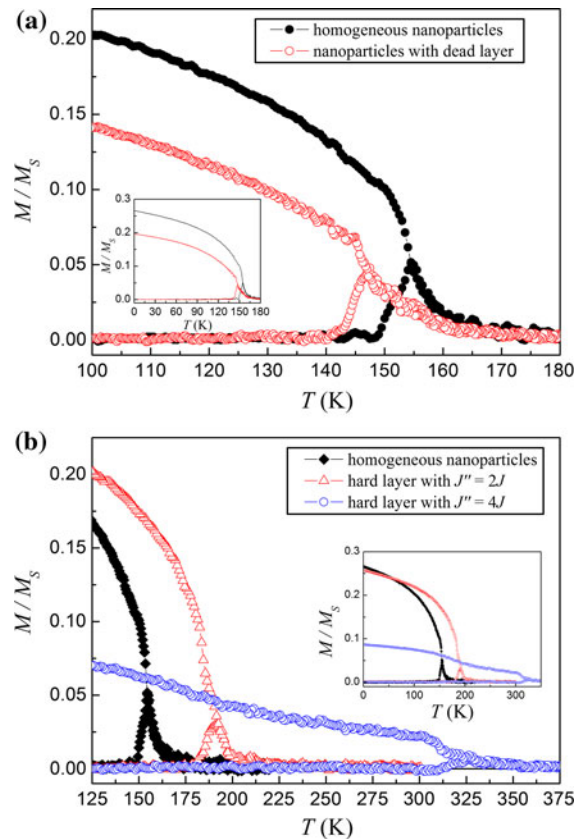 (a)
homogeneous nanoparticles
nanoparticles with dead layer
0.20
0.15
0.10
0.05
0.00
M / M_S
0.3
0.2
0.1
0.0
M / M_S
0 30 60 90 120 150 180
T (K)
100 110 120 130 140 150 160 170 180
T (K)
(b)
homogeneous nanoparticles
hard layer with J″ = 2J
hard layer with J″ = 4J
0.20
0.15
0.10
0.05
0.00
M / M_S
0.3
0.2
0.1
0.0
M / M_S
0 100 200 300
T (K)
125 150 175 200 225 250 275 300 325 350 375
T (K)